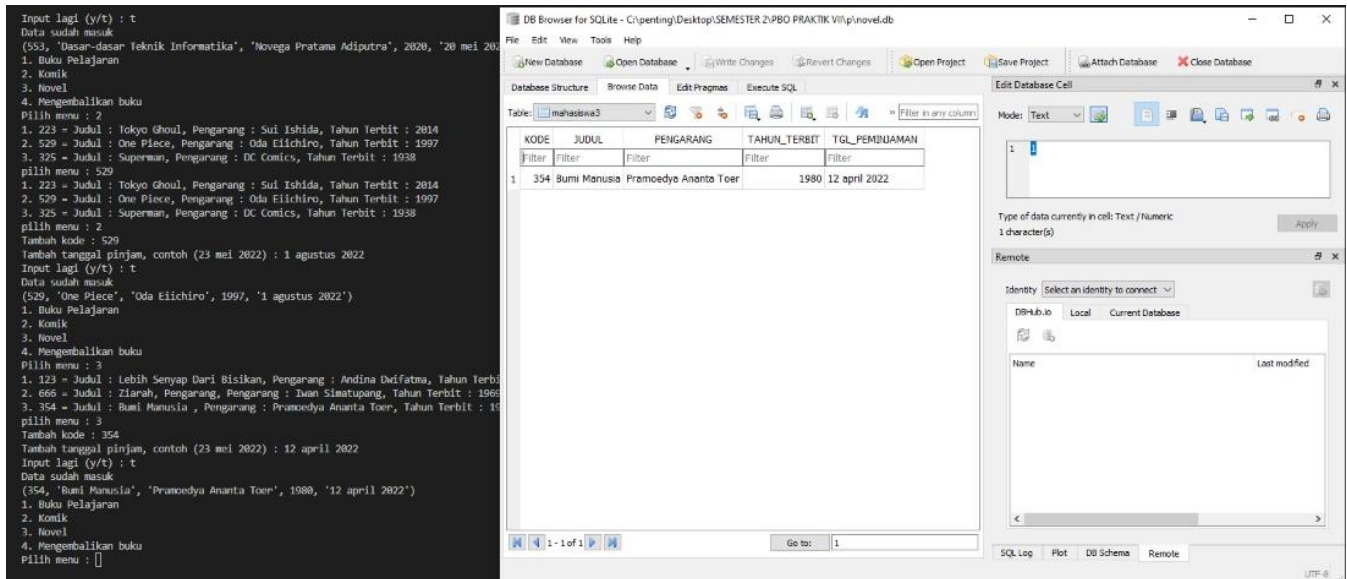 Input lagi (y/t) : t
Data sudah masuk
(553, 'Dasar-dasar Teknik Informatika', 'Novega Pratama Adiputra', 2020, '20 mei 202
1. Buku Pelajaran
2. Komik
3. Novel
4. Mengembalikan buku
Pilih menu : 2
1. 223 = Judul : Tokyo Ghoul, Pengarang : Sui Ishida, Tahun Terbit : 2014
2. 529 = Judul : One Piece, Pengarang : Oda Eiichiro, Tahun Terbit : 1997
3. 325 = Judul : Superman, Pengarang : DC Comics, Tahun Terbit : 1938
pilih menu : 529
1. 223 = Judul : Tokyo Ghoul, Pengarang : Sui Ishida, Tahun Terbit : 2014
2. 529 = Judul : One Piece, Pengarang : Oda Eiichiro, Tahun Terbit : 1997
3. 325 = Judul : Superman, Pengarang : DC Comics, Tahun Terbit : 1938
pilih menu : 2
Tambah kode : 529
Tambah tanggal pinjam, contoh (23 mei 2022) : 1 agustus 2022
Input lagi (y/t) : t
Data sudah masuk
(529, 'One Piece', 'Oda Eiichiro', 1997, '1 agustus 2022')
1. Buku Pelajaran
2. Komik
3. Novel
4. Mengembalikan buku
Pilih menu : 3
1. 123 = Judul : Lebih Senyap Dari Bisikan, Pengarang : Andina Dwifatma, Tahun Terbi
2. 666 = Judul : Ziarah, Pengarang, Pengarang : Iwan Simatupang, Tahun Terbit : 1969
3. 354 = Judul : Bumi Manusia , Pengarang : Pramoedya Ananta Toer, Tahun Terbit : 19
pilih menu : 3
Tambah kode : 354
Tambah tanggal pinjam, contoh (23 mei 2022) : 12 april 2022
Input lagi (y/t) : t
Data sudah masuk
(354, 'Bumi Manusia', 'Pramoedya Ananta Toer', 1980, '12 april 2022')
1. Buku Pelajaran
2. Komik
3. Novel
4. Mengembalikan buku
Pilih menu :
DB Browser for SQLite - C:\penting\Desktop\SEMESTER 2\PBO PRAKTIK VII\p\novel.db
File Edit View Tools Help
New Database Open Database Write Changes Revert Changes Open Project Save Project Attach Database Close Database
Database Structure Browse Data Edit Pragmas Execute SQL
Table: mahasiswa3 Filter in any column
KODE JUDUL PENGARANG TAHUN_TERBIT TGL_PEMINJAMAN
Filter Filter Filter Filter Filter
1 354 Bumi Manusia Pramoedya Ananta Toer 1980 12 april 2022
1 - 1 of 1 Go to: 1
Edit Database Cell
Mode: Text
1 1
Type of data currently in cell: Text / Numeric
1 character(s)
Apply
Remote
Identity Select an identity to connect
DBHub.io Local Current Database
Name Last modified
SQL Log Plot DB Schema Remote
UTF-8